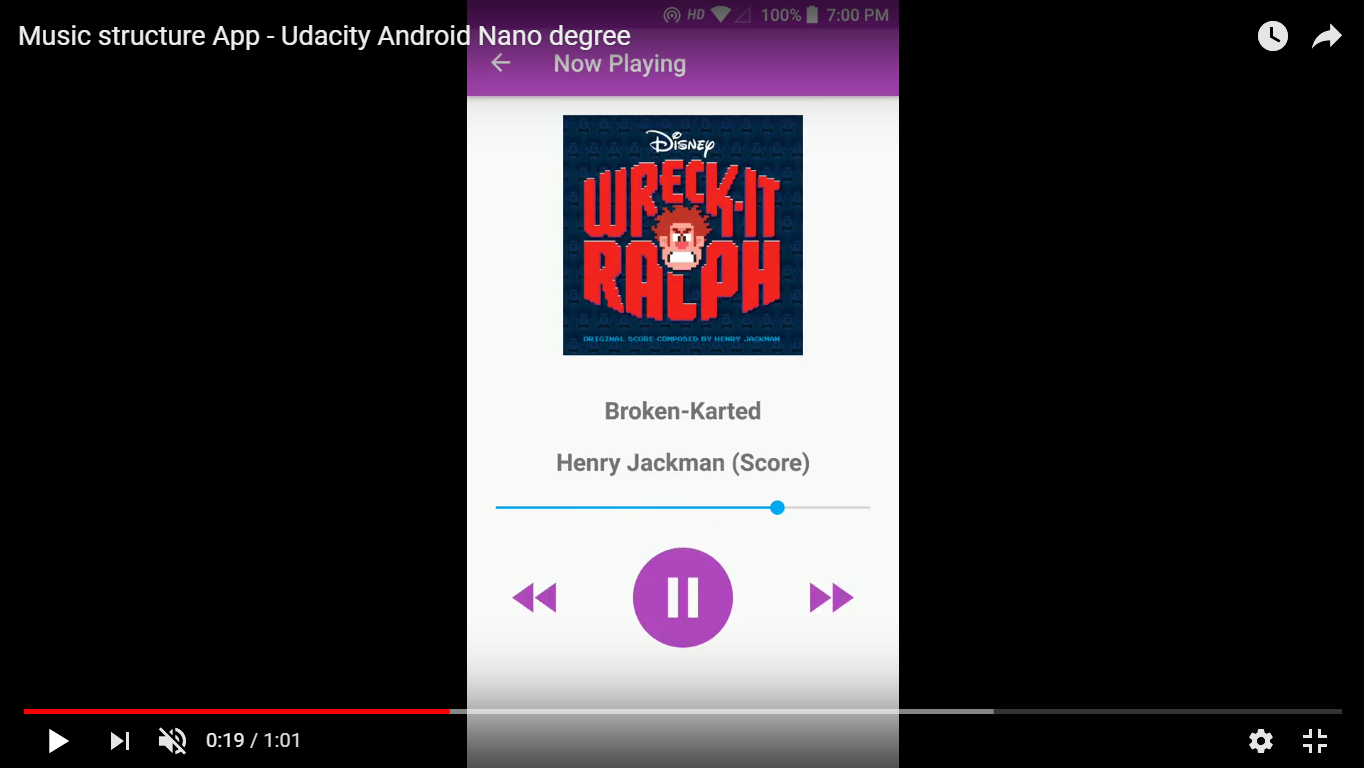 Music structure App - Udacity Android Nano degree
HD 100% 7:00 PM
Now Playing
Disney
WRECK-IT
RALPH
ORIGINAL SCORE COMPOSED BY HENRY JACKMAN
Broken-Karted
Henry Jackman (Score)
0:19 / 1:01